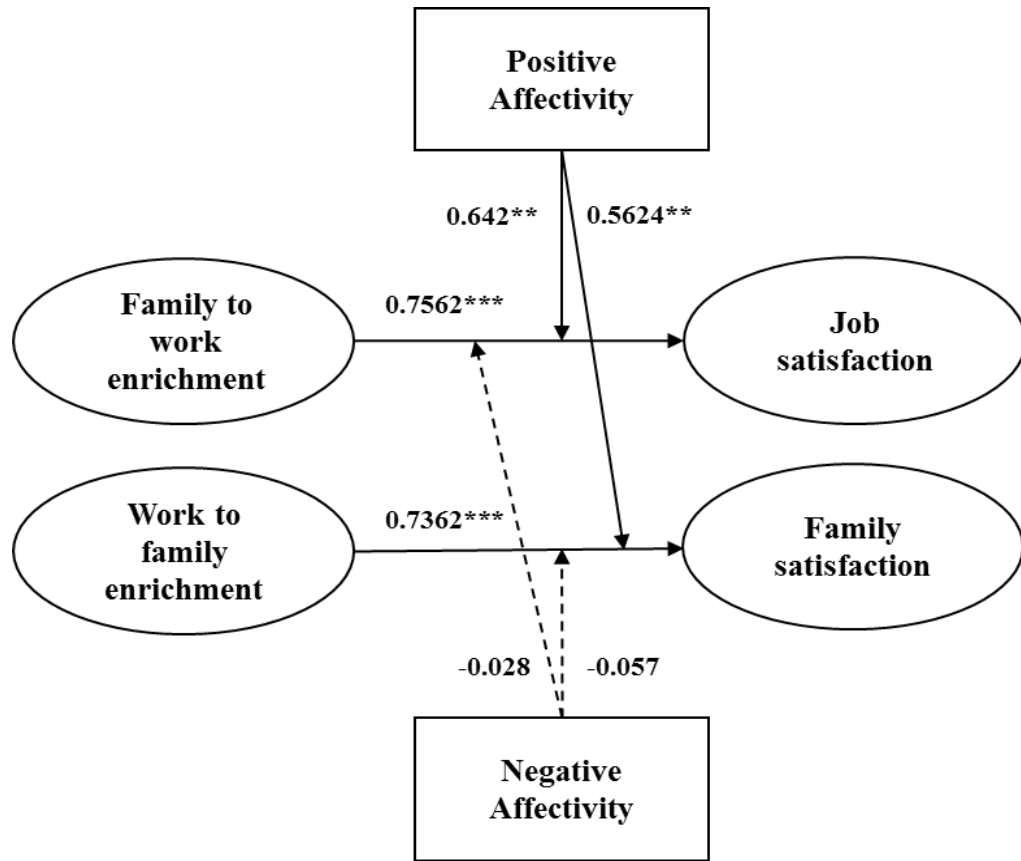 Positive
Affectivity
0.642**
0.5624**
Family to
work
enrichment
0.7562***
Job
satisfaction
Work to
family
enrichment
0.7362***
Family
satisfaction
-0.028
-0.057
Negative
Affectivity